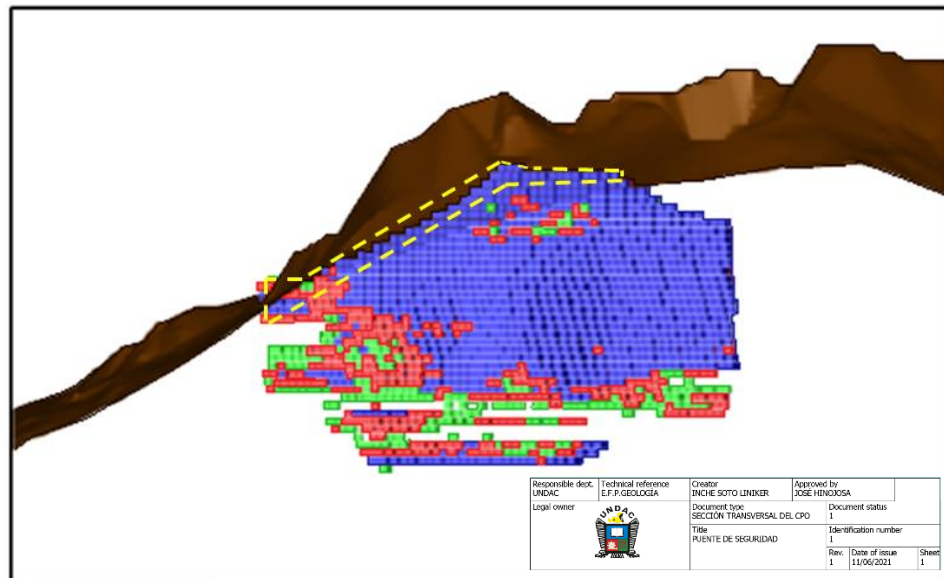 Responsible dept.
UNDAC
Technical reference
E.F.P.GEOLOGÍA
Creator
INCHE SOTO LINIKER
Approved by
JOSÉ HINOJOSA
Legal owner
UNDAC
Document type
SECCIÓN TRANSVERSAL DEL CPO
Document status
1
Title
PUENTE DE SEGURIDAD
Identification number
1
Rev.
1
Date of issue
11/06/2021
Sheet
1